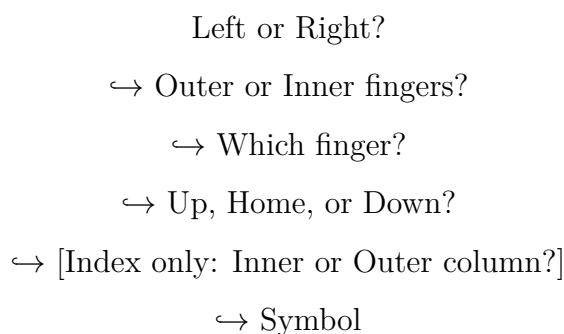 Left or Right?
↪ Outer or Inner fingers?
↪ Which finger?
↪ Up, Home, or Down?
↪ [Index only: Inner or Outer column?]
↪ Symbol